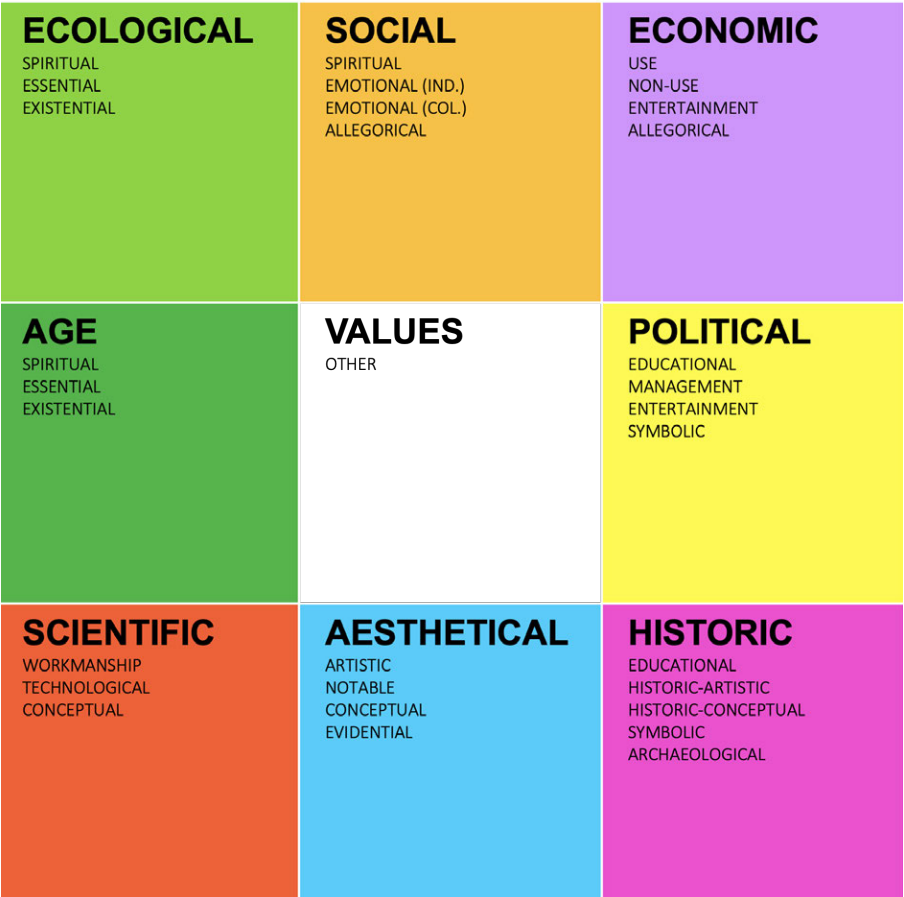 ECOLOGICAL
SPIRITUAL
ESSENTIAL
EXISTENTIAL
SOCIAL
SPIRITUAL
EMOTIONAL (IND.)
EMOTIONAL (COL.)
ALLEGORICAL
ECONOMIC
USE
NON-USE
ENTERTAINMENT
ALLEGORICAL
AGE
SPIRITUAL
ESSENTIAL
EXISTENTIAL
VALUES
OTHER
POLITICAL
EDUCATIONAL
MANAGEMENT
ENTERTAINMENT
SYMBOLIC
SCIENTIFIC
WORKMANSHIP
TECHNOLOGICAL
CONCEPTUAL
AESTHETICAL
ARTISTIC
NOTABLE
CONCEPTUAL
EVIDENTIAL
HISTORIC
EDUCATIONAL
HISTORIC-ARTISTIC
HISTORIC-CONCEPTUAL
SYMBOLIC
ARCHAEOLOGICAL